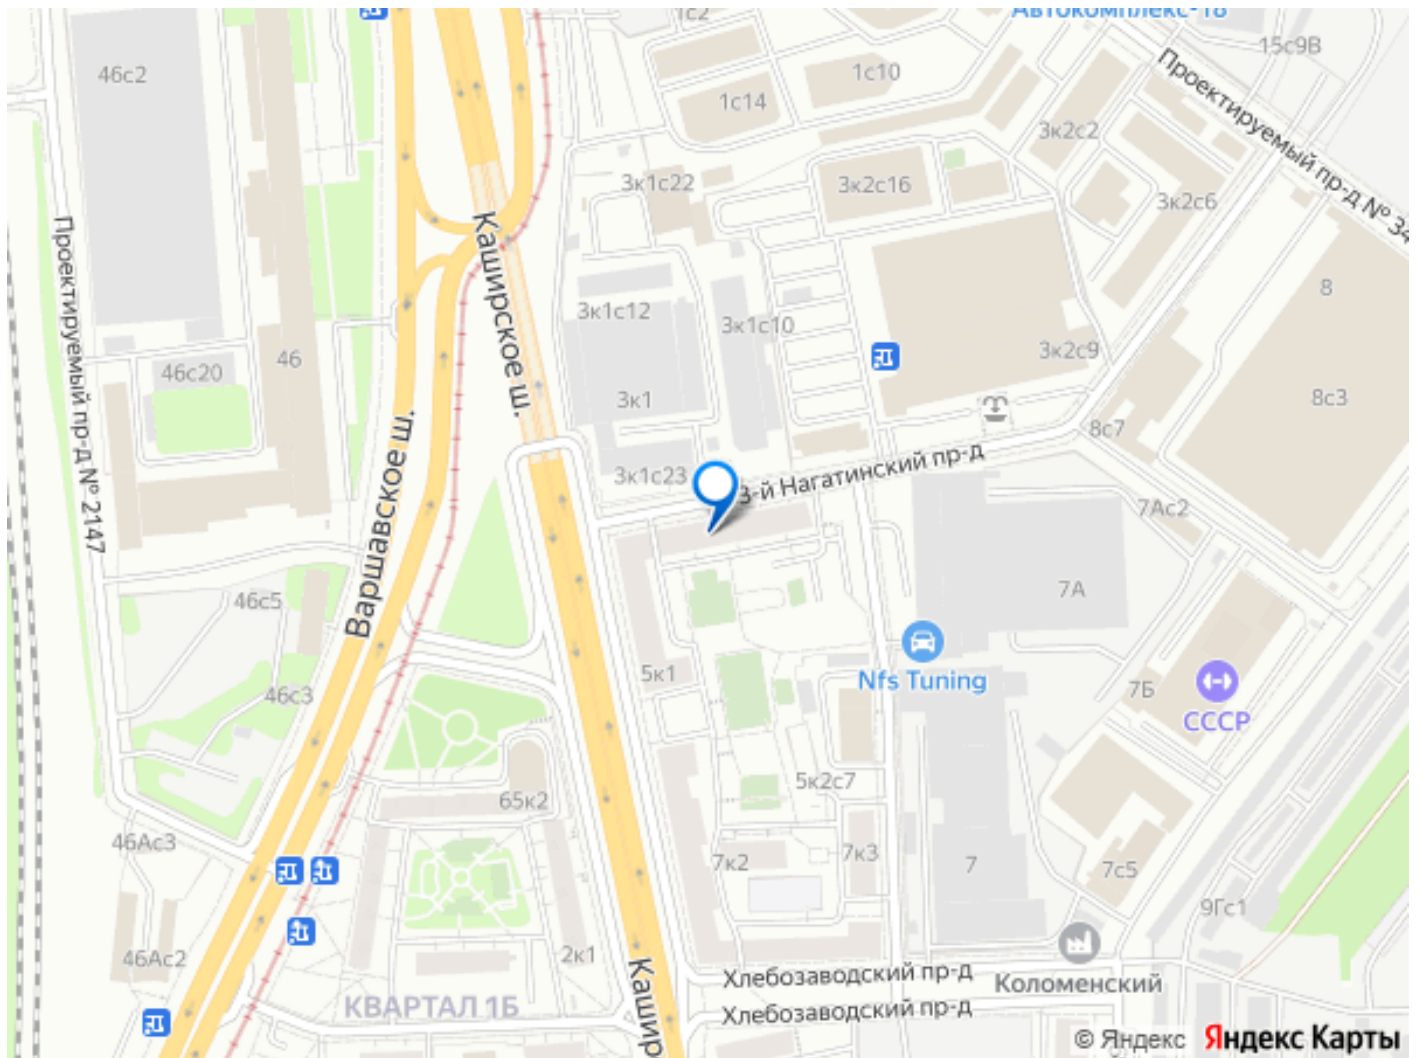 1с2
Автокомплекс-18
15с9В
46с2
1с10
1с14
Проектируемый пр-д № 34
3к2с2
3к1с22
3к2с16
3к2с6
Проектируемый пр-д № 2147
Каширское ш.
8
3к1с12
3к1с10
46
3к2с9
46с20
3к1
8с3
Варшавское ш.
8с7
3-й Нагатинский пр-д
3к1с23
7Ас2
7А
46с5
5к1
Nfs Tuning
7Б
46с3
СССР
5к2с7
65к2
46Ас3
7к2
7к3
7
7с5
9Гс1
2к1
46Ас2
Хлебозаводский пр-д
Коломенский
КВАРТАЛ 1Б
Хлебозаводский пр-д
Кашир
© Яндекс Яндекс Карты